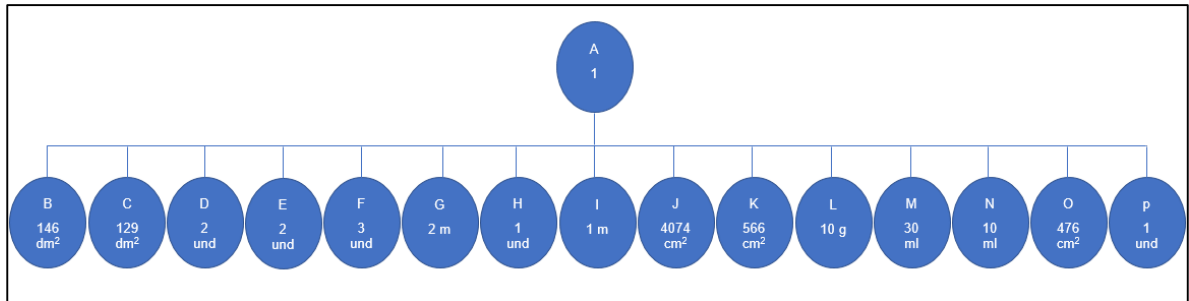 A
1
B
146
dm²
C
129
dm²
D
2
und
E
2
und
F
3
und
G
2 m
H
1
und
I
1 m
J
4074
cm²
K
566
cm²
L
10 g
M
30
ml
N
10
ml
O
476
cm²
p
1
und